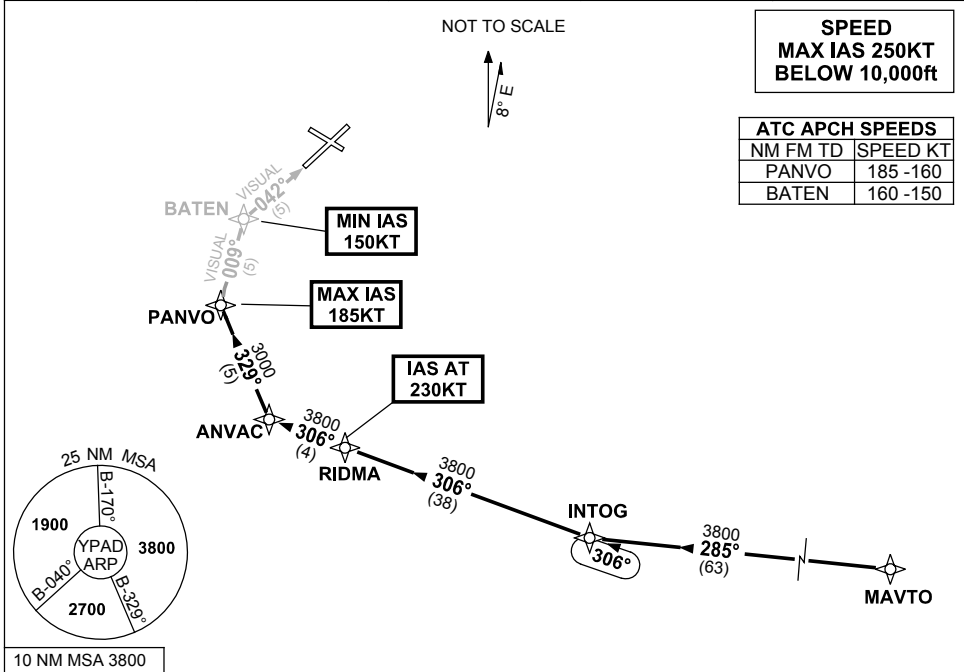 NOT TO SCALE
8° E
SPEED
MAX IAS 250KT
BELOW 10,000ft
ATC APCH SPEEDS
NM FM TD SPEED KT
PANVO 185 -160
BATEN 160 -150
VISUAL
042°
(5)
BATEN
MIN IAS
150KT
VISUAL
009°
(5)
PANVO
MAX IAS
185KT
3000
329°
(5)
IAS AT
230KT
ANVAC
3800
306°
(4)
RIDMA
3800
306°
(38)
INTOG
306°
3800
285°
(63)
MAVTO
25 NM MSA
B-170°
1900
YPAD
ARP
3800
B-040°
B-329°
2700
10 NM MSA 3800